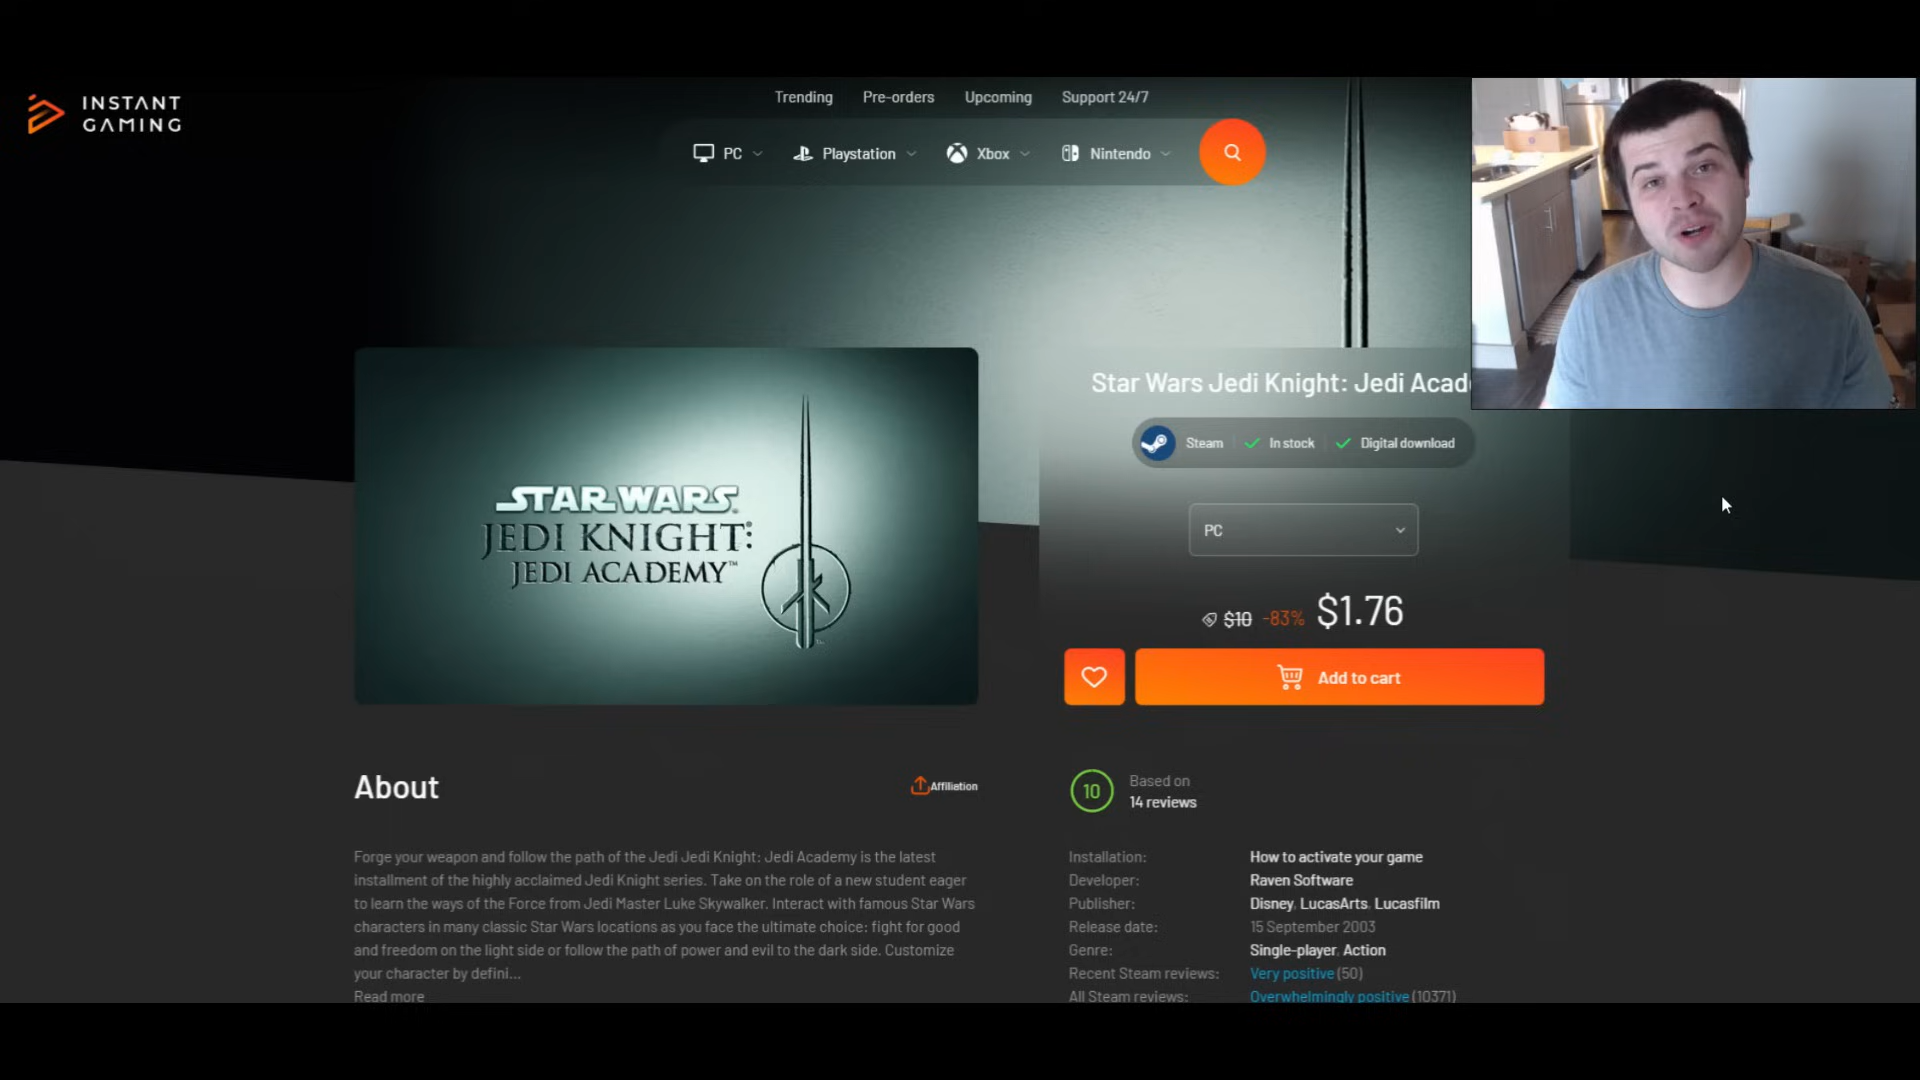 INSTANT
GAMING
Trending Pre-orders Upcoming Support 24/7
PC Playstation Xbox Nintendo
STAR WARS
JEDI KNIGHT:
JEDI ACADEMY™
Star Wars Jedi Knight: Jedi Acad
Steam In stock Digital download
PC
$10 -83% $1.76
Add to cart
About
Affiliation
Forge your weapon and follow the path of the Jedi Jedi Knight: Jedi Academy is the latest
installment of the highly acclaimed Jedi Knight series. Take on the role of a new student eager
to learn the ways of the Force from Jedi Master Luke Skywalker. Interact with famous Star Wars
characters in many classic Star Wars locations as you face the ultimate choice: fight for good
and freedom on the light side or follow the path of power and evil to the dark side. Customize
your character by defini...
Read more
10
Based on
14 reviews
Installation: How to activate your game
Developer: Raven Software
Publisher: Disney, LucasArts, Lucasfilm
Release date: 15 September 2003
Genre: Single-player, Action
Recent Steam reviews: Very positive (50)
All Steam reviews: Overwhelmingly positive (10371)